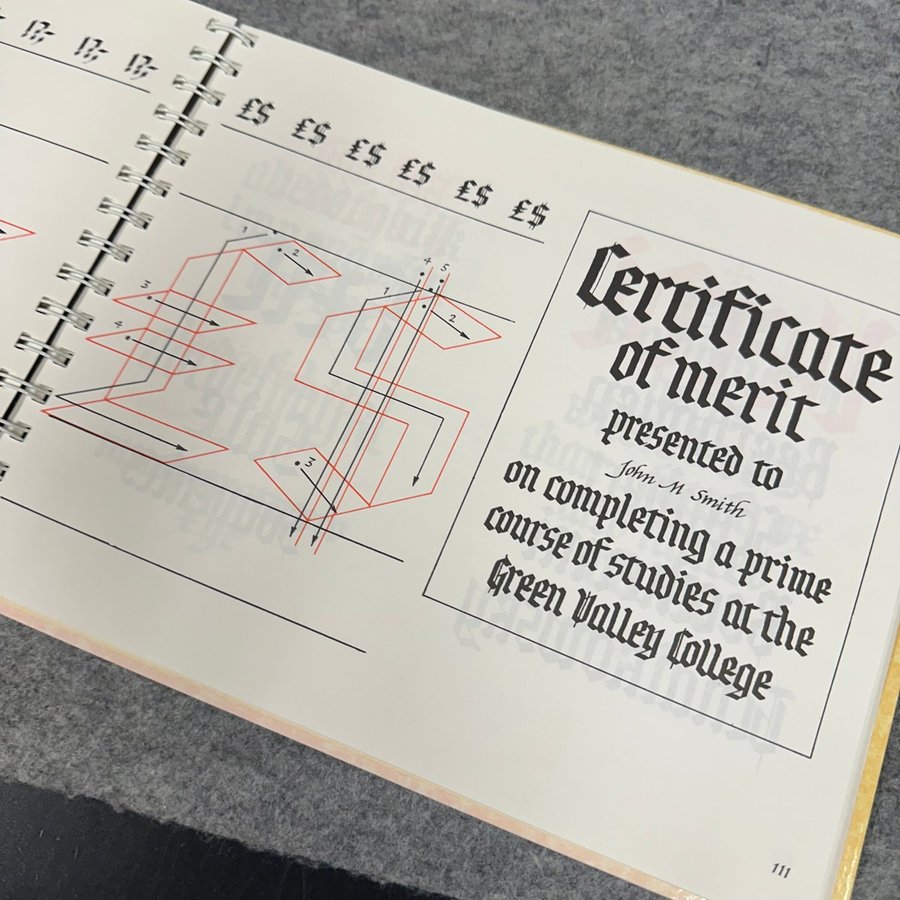 £$ £$ £$ £$ £$ £$
1 2
3
4
4 5
1 2
3
Certificate
of merit
presented to
John M Smith
on completing a prime
course of studies at the
Green Valley College
111